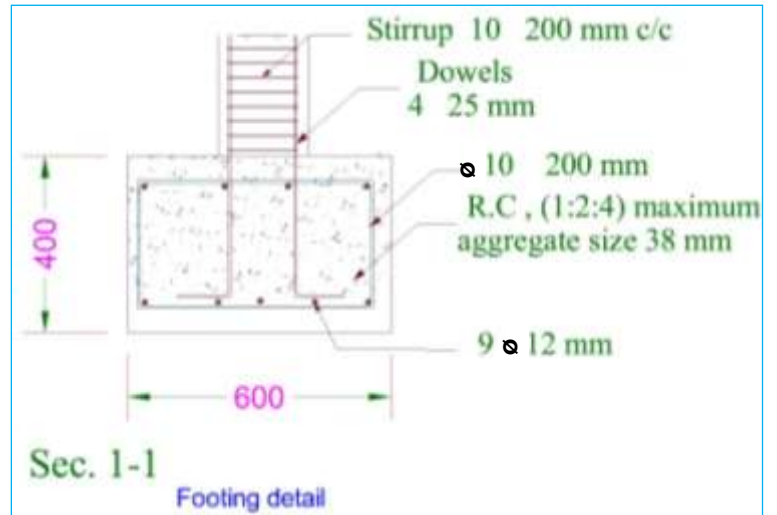 Stirrup 10 200 mm c/c
Dowels
4 25 mm
ø 10 200 mm
R.C , (1:2:4) maximum
aggregate size 38 mm
400
9 ø 12 mm
600
Sec. 1-1
Footing detail